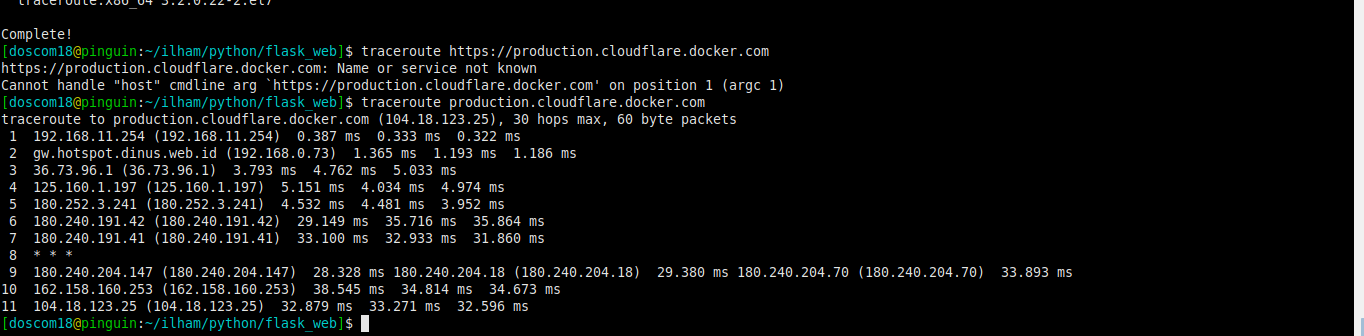 traceroute.x86_64 3:2.0.22-2.el7
Complete!
[doscom18@pinguin:~/ilham/python/flask_web]$ traceroute https://production.cloudflare.docker.com
https://production.cloudflare.docker.com: Name or service not known
Cannot handle "host" cmdline arg `https://production.cloudflare.docker.com' on position 1 (argc 1)
[doscom18@pinguin:~/ilham/python/flask_web]$ traceroute production.cloudflare.docker.com
traceroute to production.cloudflare.docker.com (104.18.123.25), 30 hops max, 60 byte packets
 1  192.168.11.254 (192.168.11.254)  0.387 ms  0.333 ms  0.322 ms
 2  gw.hotspot.dinus.web.id (192.168.0.73)  1.365 ms  1.193 ms  1.186 ms
 3  36.73.96.1 (36.73.96.1)  3.793 ms  4.762 ms  5.033 ms
 4  125.160.1.197 (125.160.1.197)  5.151 ms  4.034 ms  4.974 ms
 5  180.252.3.241 (180.252.3.241)  4.532 ms  4.481 ms  3.952 ms
 6  180.240.191.42 (180.240.191.42)  29.149 ms  35.716 ms  35.864 ms
 7  180.240.191.41 (180.240.191.41)  33.100 ms  32.933 ms  31.860 ms
 8  * * *
 9  180.240.204.147 (180.240.204.147)  28.328 ms 180.240.204.18 (180.240.204.18)  29.380 ms 180.240.204.70 (180.240.204.70)  33.893 ms
10  162.158.160.253 (162.158.160.253)  38.545 ms  34.814 ms  34.673 ms
11  104.18.123.25 (104.18.123.25)  32.879 ms  33.271 ms  32.596 ms
[doscom18@pinguin:~/ilham/python/flask_web]$